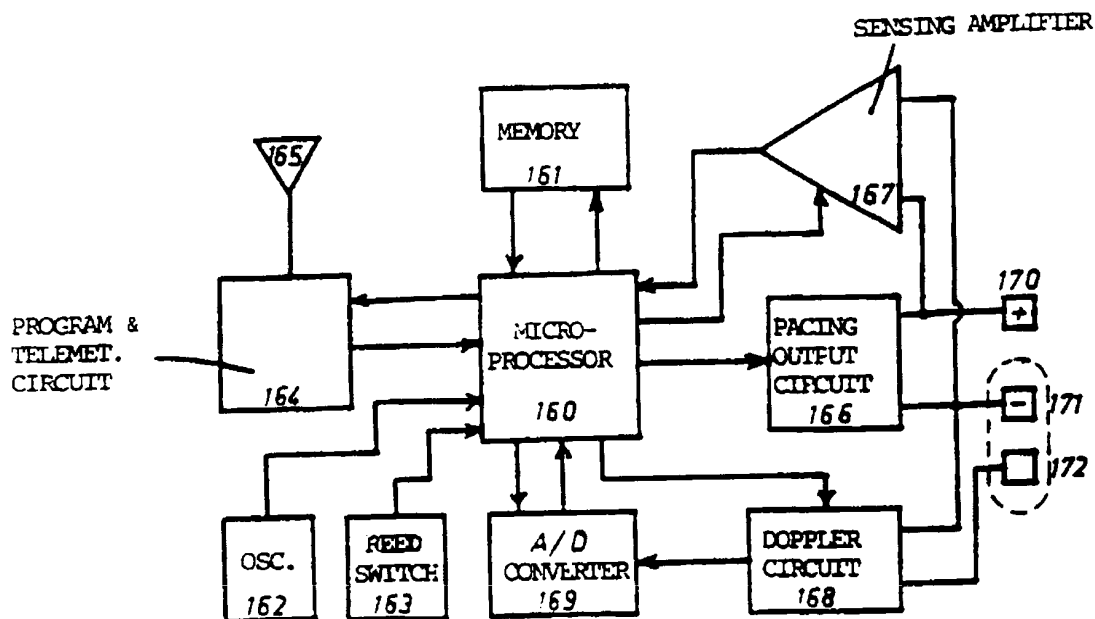 SENSING AMPLIFIER
MEMORY
161
165
167
170
+
PROGRAM &
TELEMET.
CIRCUIT
164
MICRO-
PROCESSOR
160
PACING
OUTPUT
CIRCUIT
166
-
171
172
OSC.
162
REED
SWITCH
163
A/D
CONVERTER
169
DOPPLER
CIRCUIT
168